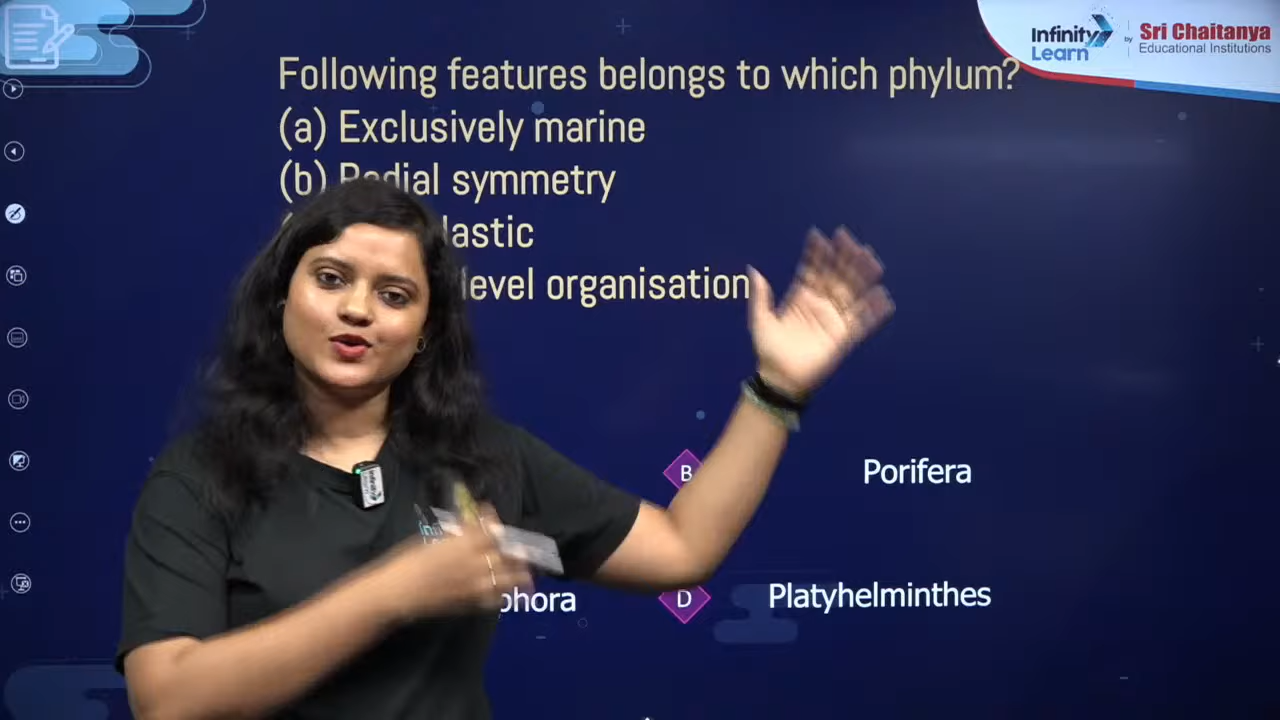 Infinity Learn by Sri Chaitanya Educational Institutions
Following features belongs to which phylum?
(a) Exclusively marine
(b) Radial symmetry
lastic
level organisation
B Porifera
phora
D Platyhelminthes